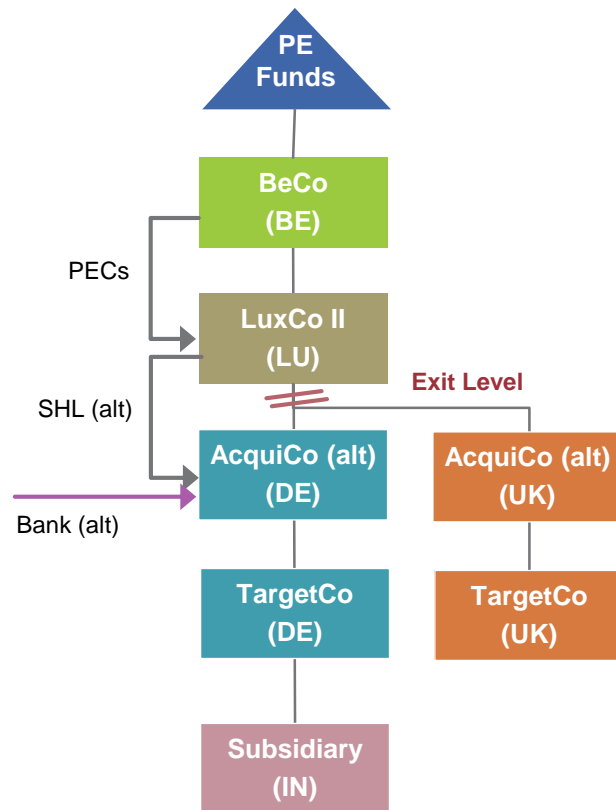 PE
Funds
BeCo
(BE)
PECs
LuxCo II
(LU)
Exit Level
SHL (alt)
AcquiCo (alt)
(DE)
AcquiCo (alt)
(UK)
Bank (alt)
TargetCo
(DE)
TargetCo
(UK)
Subsidiary
(IN)